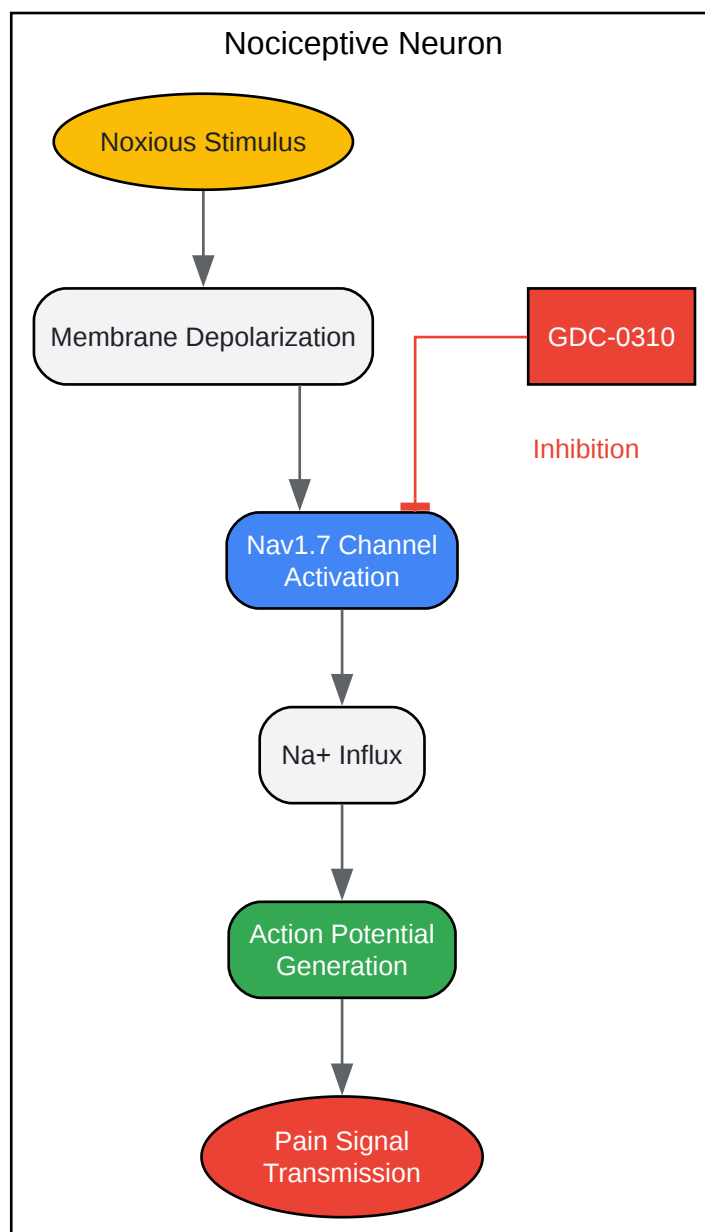 Nociceptive Neuron
Noxious Stimulus
Membrane Depolarization
GDC-0310
Inhibition
Nav1.7 Channel
Activation
Na+ Influx
Action Potential
Generation
Pain Signal
Transmission